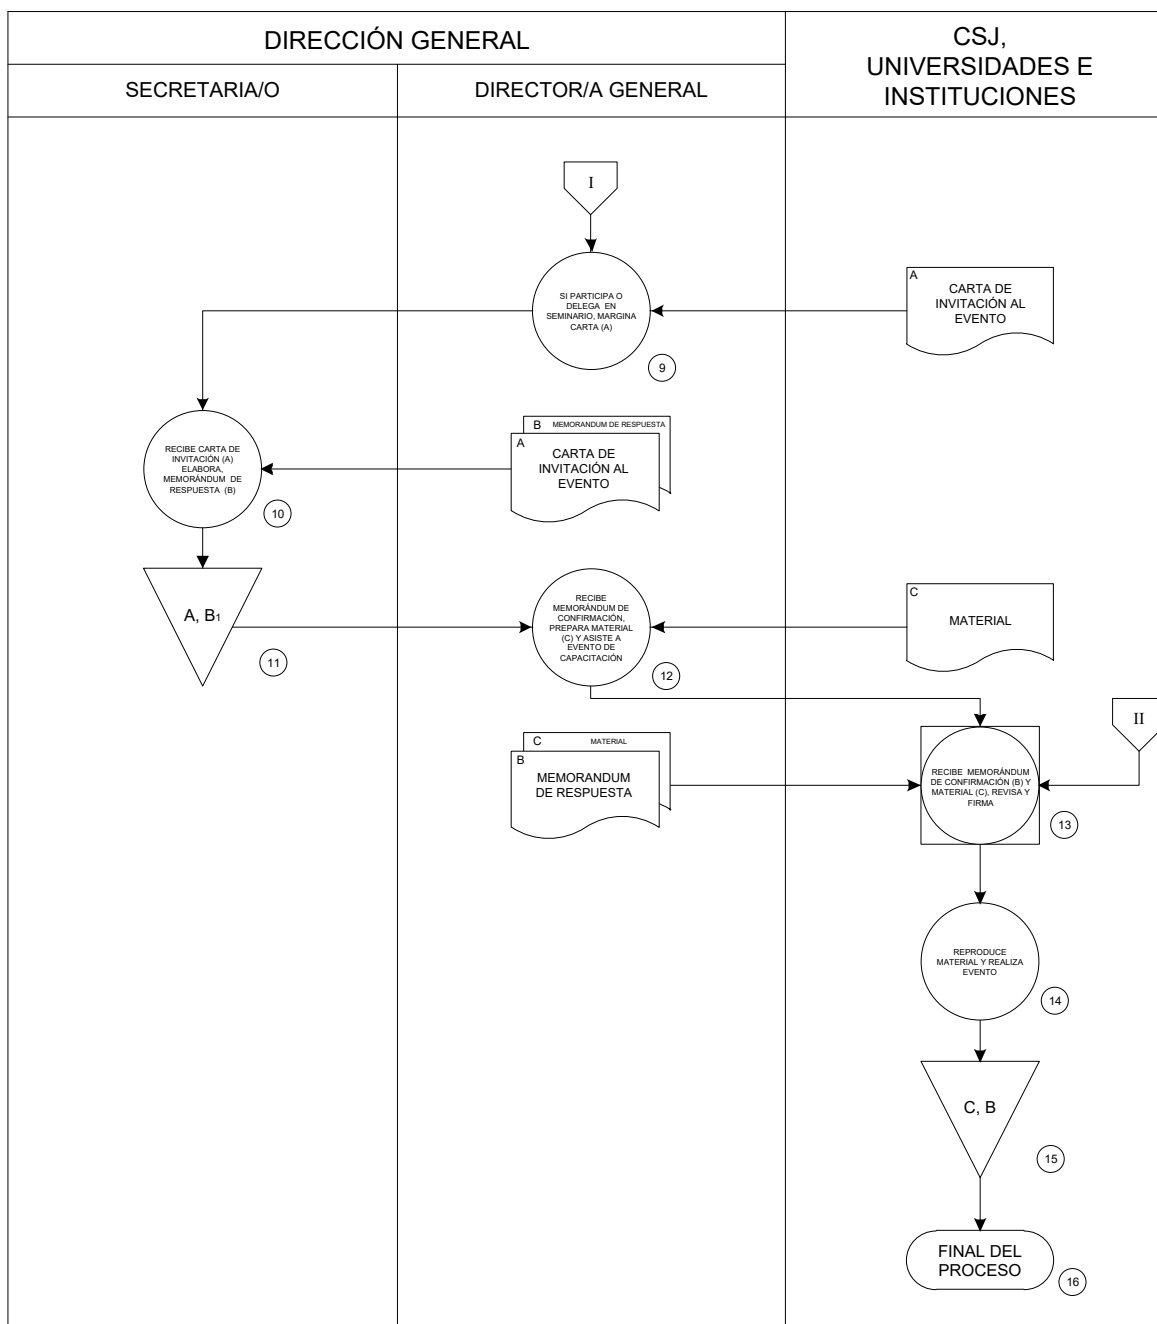 DIRECCIÓN GENERAL
CSJ,
UNIVERSIDADES E
INSTITUCIONES
SECRETARIA/O
DIRECTOR/A GENERAL
I
SI PARTICIPA O
DELEGA EN
SEMINARIO, MARGINA
CARTA (A)
9
A
CARTA DE
INVITACIÓN AL
EVENTO
RECIBE CARTA DE
INVITACIÓN (A)
ELABORA,
MEMORÁNDUM DE
RESPUESTA (B)
10
B MEMORANDUM DE RESPUESTA
A
CARTA DE
INVITACIÓN AL
EVENTO
A, B1
11
RECIBE
MEMORÁNDUM DE
CONFIRMACIÓN,
PREPARA MATERIAL
(C) Y ASISTE A
EVENTO DE
CAPACITACIÓN
12
C
MATERIAL
C MATERIAL
B
MEMORANDUM
DE RESPUESTA
II
RECIBE MEMORÁNDUM
DE CONFIRMACIÓN (B) Y
MATERIAL (C), REVISA Y
FIRMA
13
REPRODUCE
MATERIAL Y REALIZA
EVENTO
14
C, B
15
FINAL DEL
PROCESO
16